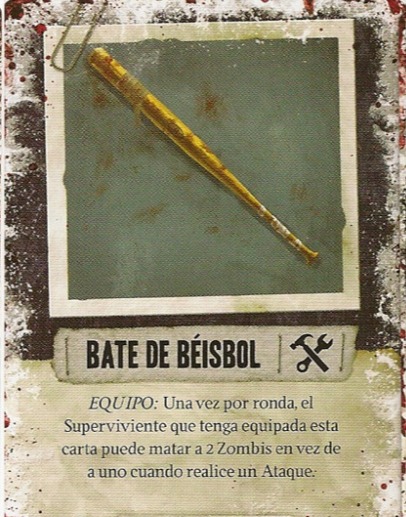 BATE DE BÉISBOL
EQUIPO: Una vez por ronda, el
Superviviente que tenga equipada esta
carta puede matar a 2 Zombis en vez de
a uno cuando realice un Ataque.